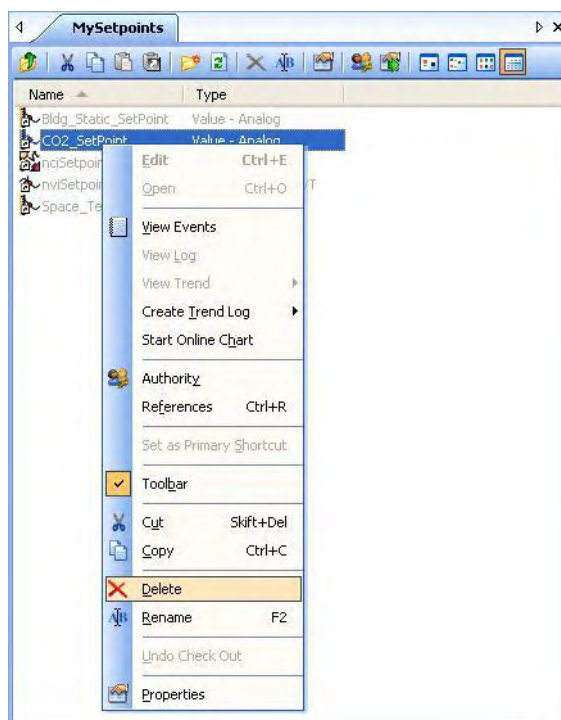 MySetpoints
Name Type
Bldg_Static_SetPoint Value - Analog
CO2_SetPoint Value - Analog
nciSetpoin
nviSetpoin /T
Space_Te
Edit Ctrl+E
Open Ctrl+O
View Events
View Log
View Trend
Create Trend Log
Start Online Chart
Authority
References Ctrl+R
Set as Primary Shortcut
Toolbar
Cut Skift+Del
Copy Ctrl+C
Delete
Rename F2
Undo Check Out
Properties